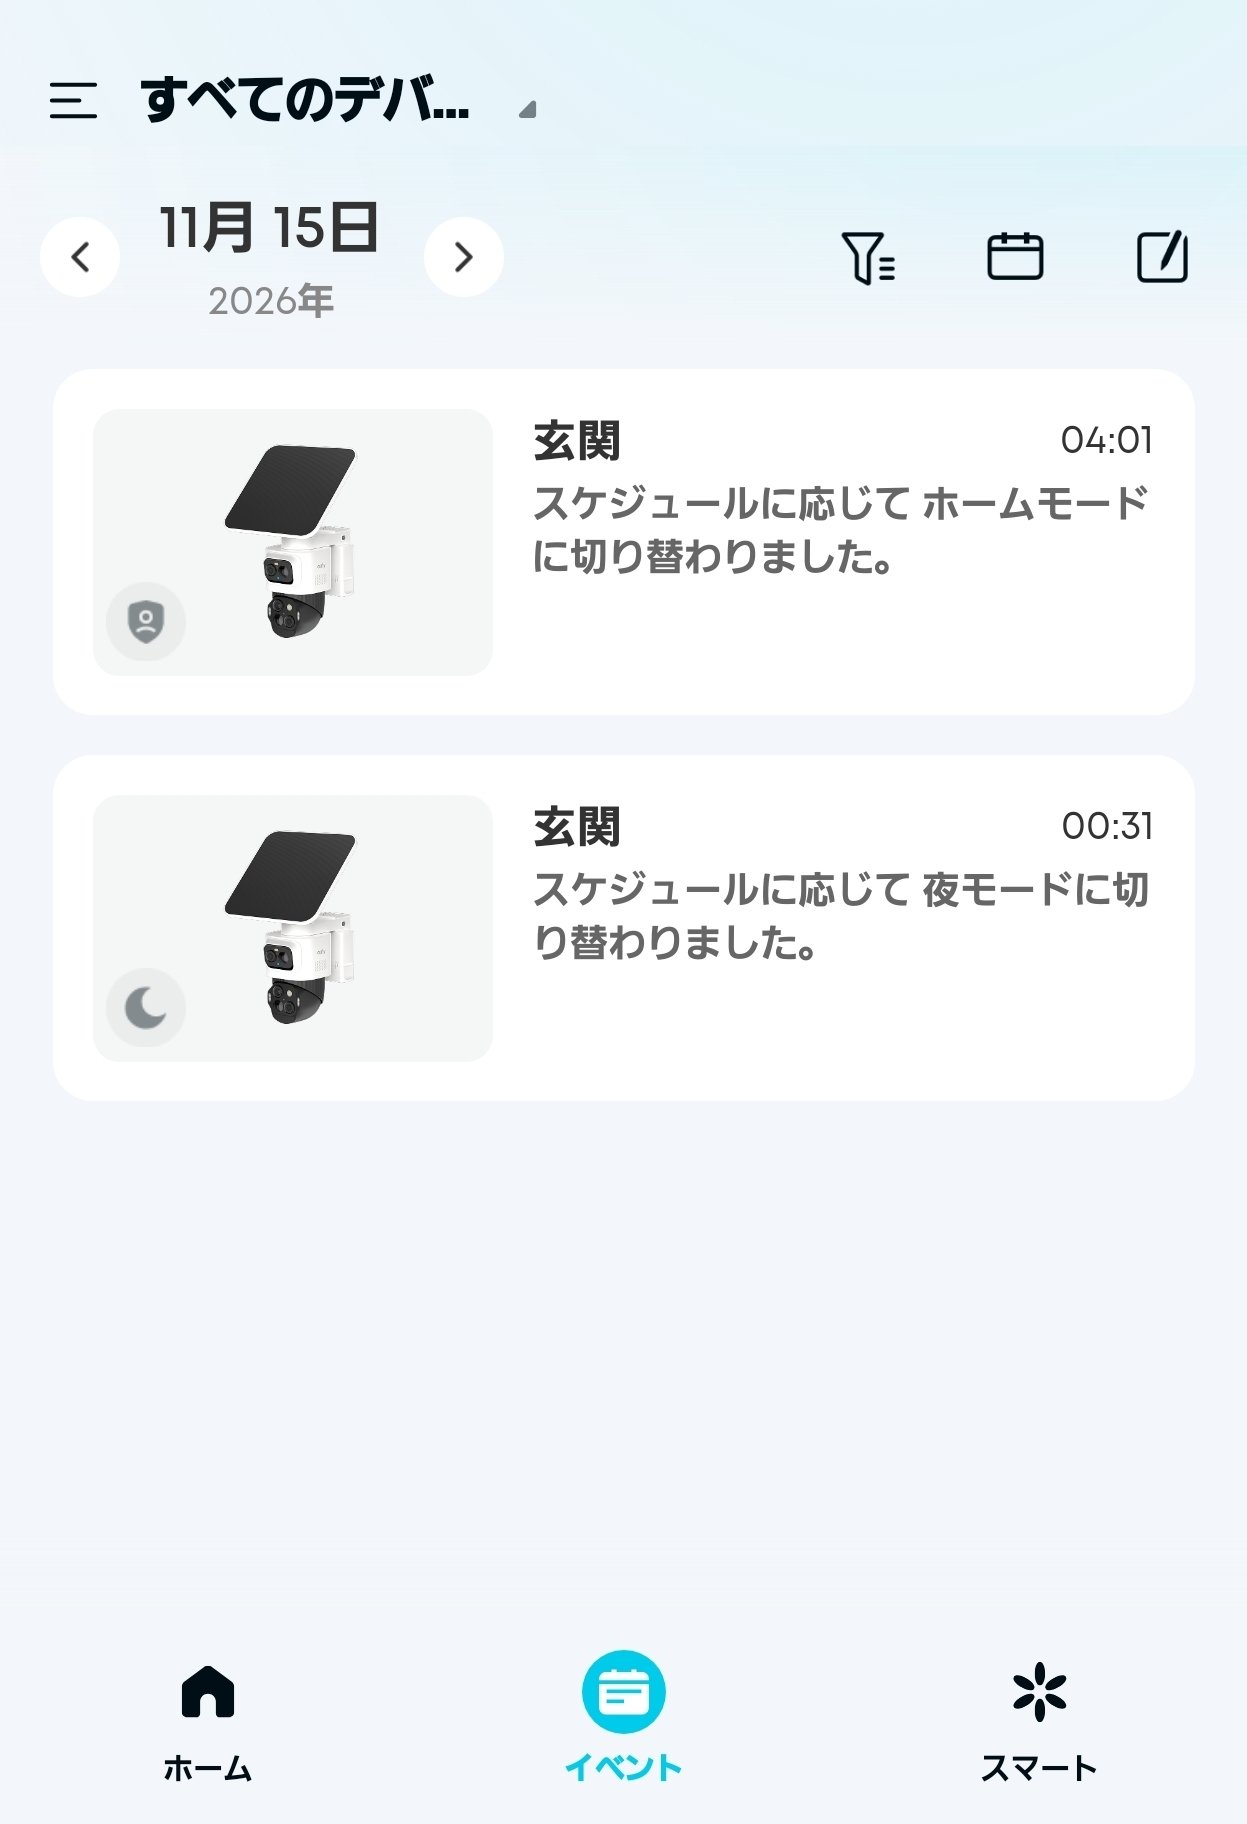 すべてのデバ...
11月 15日
2026年
玄関
04:01
スケジュールに応じて ホームモード
に切り替わりました。
玄関
00:31
スケジュールに応じて 夜モードに切
り替わりました。
ホーム
イベント
スマート